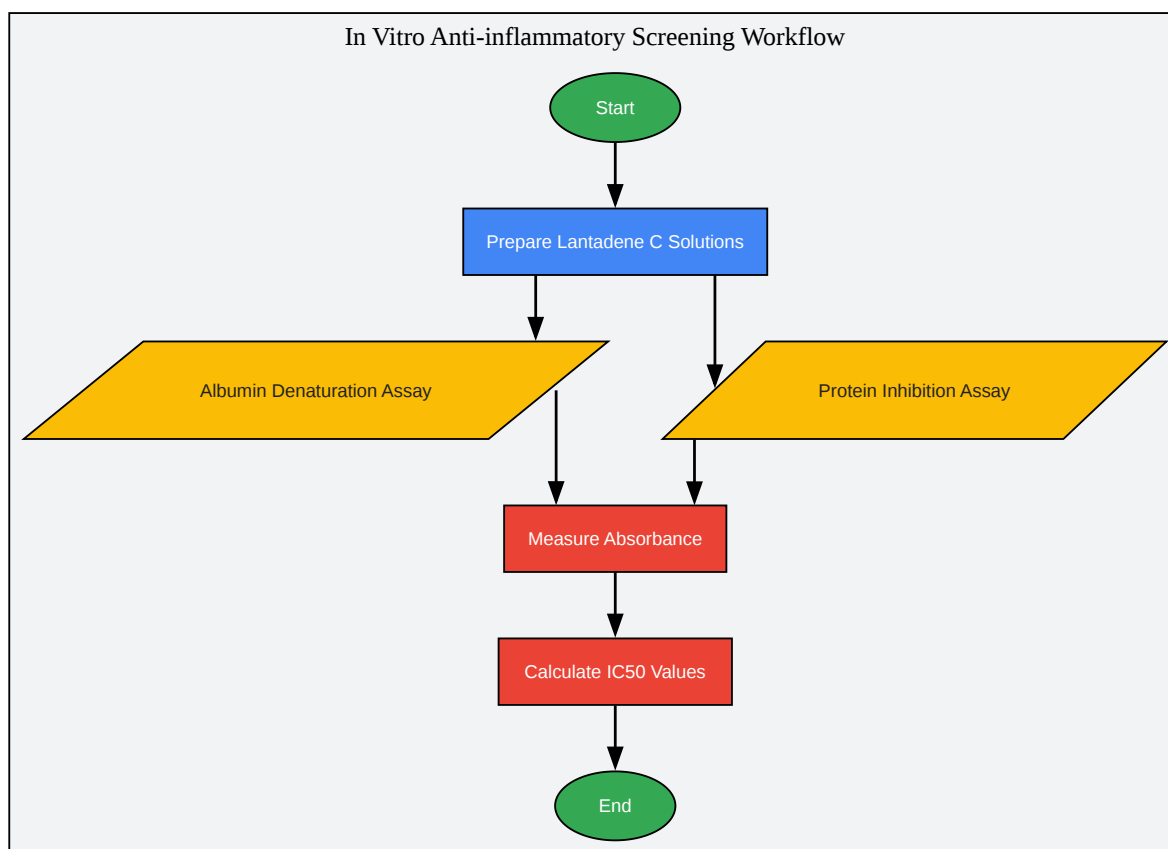 In Vitro Anti-inflammatory Screening Workflow
Start
Prepare Lantadene C Solutions
Albumin Denaturation Assay
Protein Inhibition Assay
Measure Absorbance
Calculate IC50 Values
End